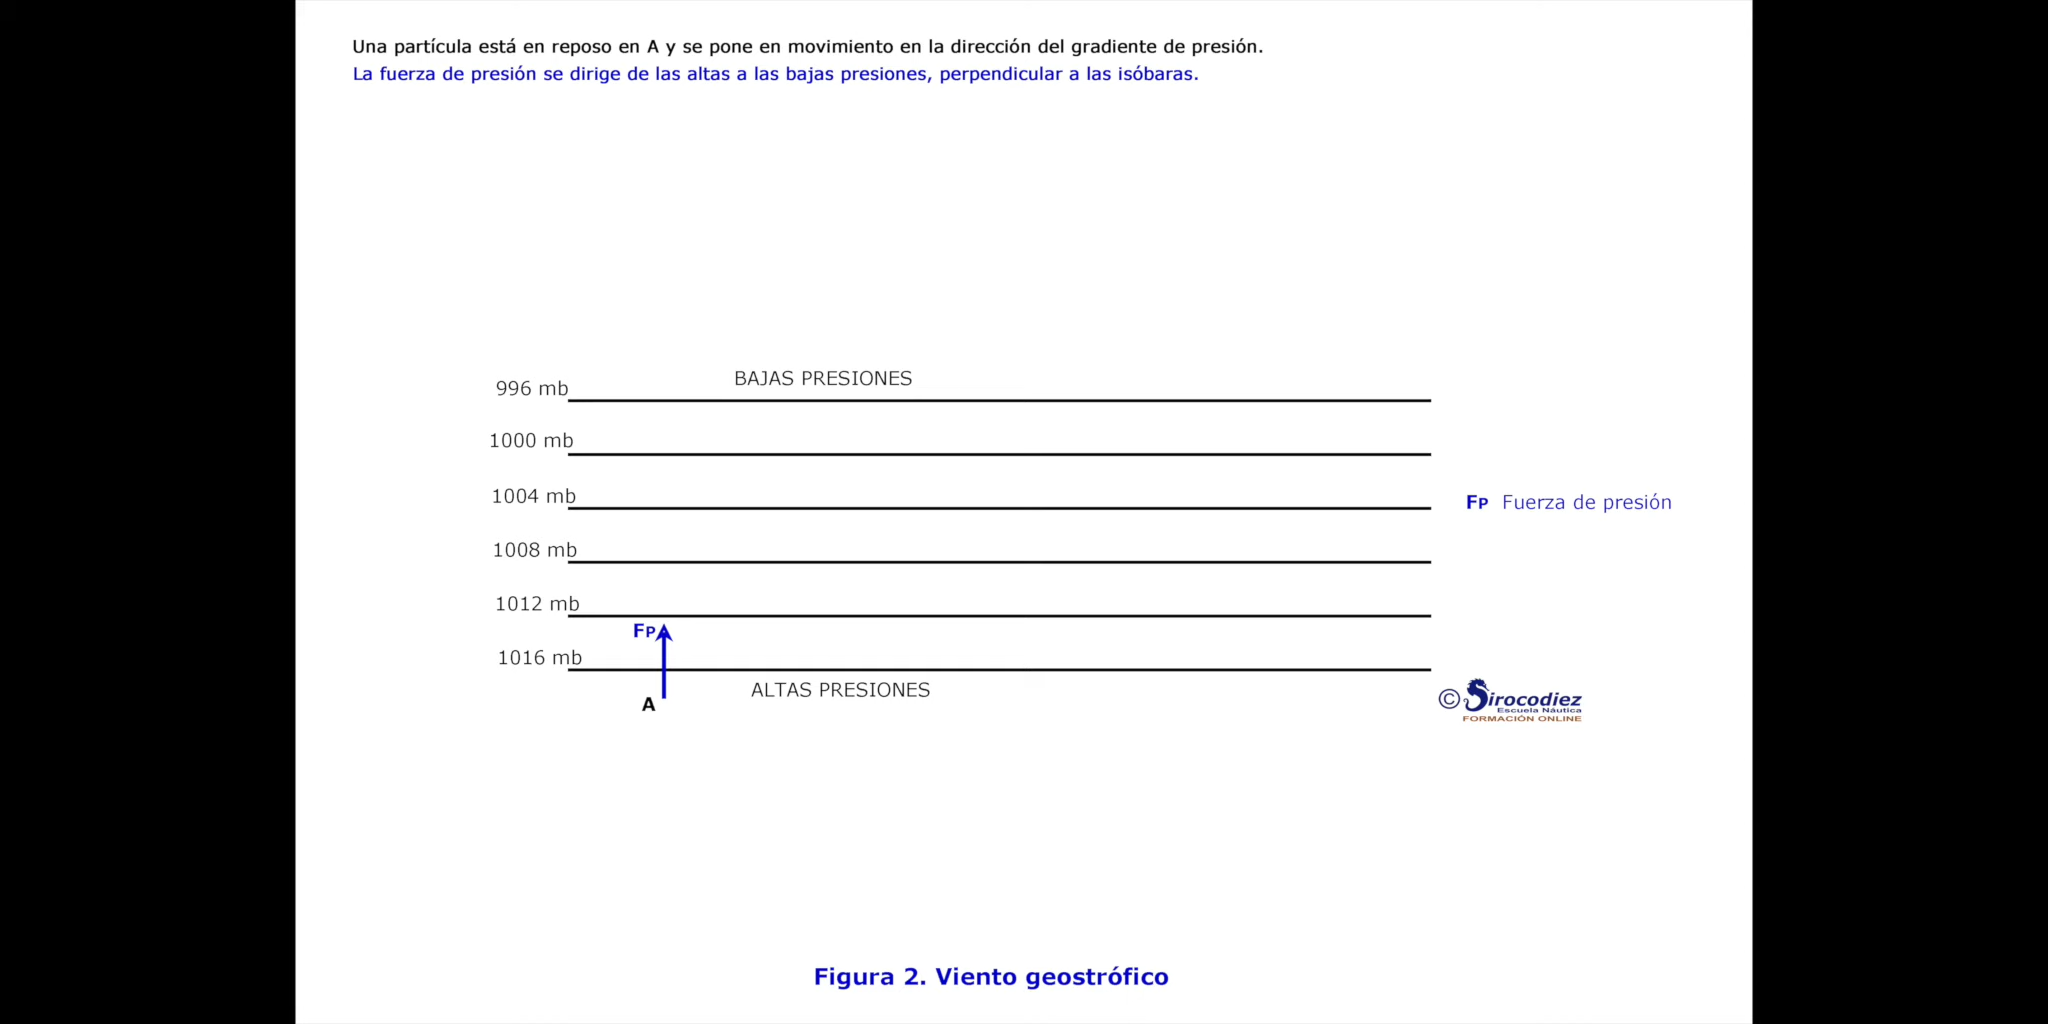 Una partícula está en reposo en A y se pone en movimiento en la dirección del gradiente de presión.
La fuerza de presión se dirige de las altas a las bajas presiones, perpendicular a las isóbaras.
BAJAS PRESIONES
996 mb
1000 mb
1004 mb
FP Fuerza de presión
1008 mb
1012 mb
FP
1016 mb
ALTAS PRESIONES
A
© Sirocodiez
Escuela Náutica
FORMACIÓN ONLINE
Figura 2. Viento geostrófico